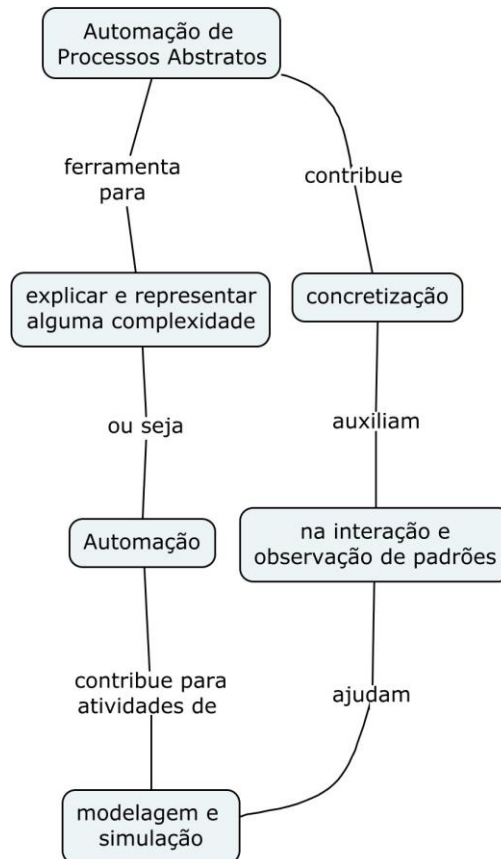 Automação de
Processos Abstratos
ferramenta
para
contribue
explicar e representar
alguma complexidade
concretização
ou seja
auxiliam
Automação
na interação e
observação de padrões
contribue para
atividades de
ajudam
modelagem e
simulação